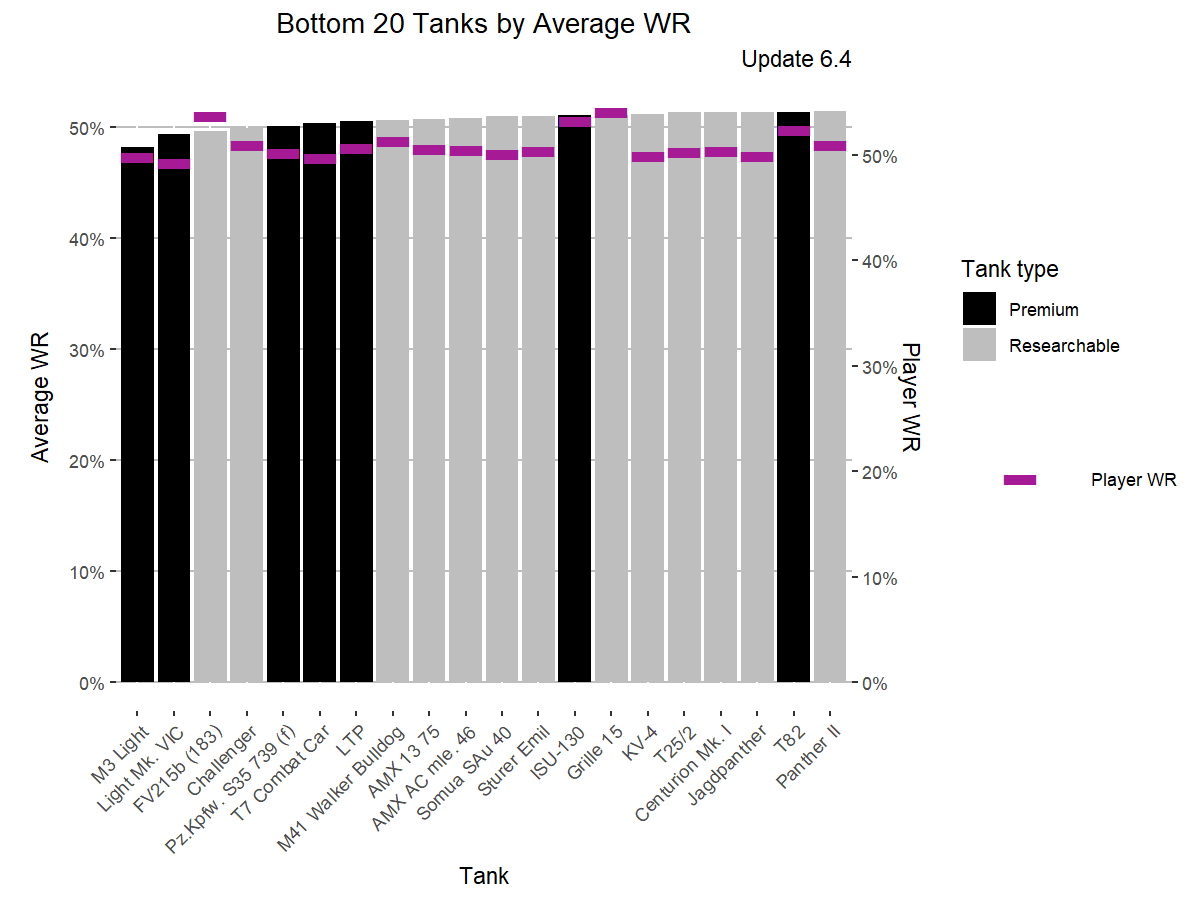 Bottom 20 Tanks by Average WR
Update 6.4
Average WR
50%
40%
30%
20%
10%
0%
50%
40%
30%
20%
10%
0%
Player WR
M3 Light
Light Mk. VIC
FV215b (183)
Challenger
Pz.Kpfw. S35 739 (f)
T7 Combat Car
LTP
M41 Walker Bulldog
AMX 13 75
AMX AC mle. 46
Somua SAu 40
Sturer Emil
ISU-130
Grille 15
KV-4
T25/2
Centurion Mk. I
Jagdpanther
T82
Panther II
Tank
Tank type
Premium
Researchable
Player WR